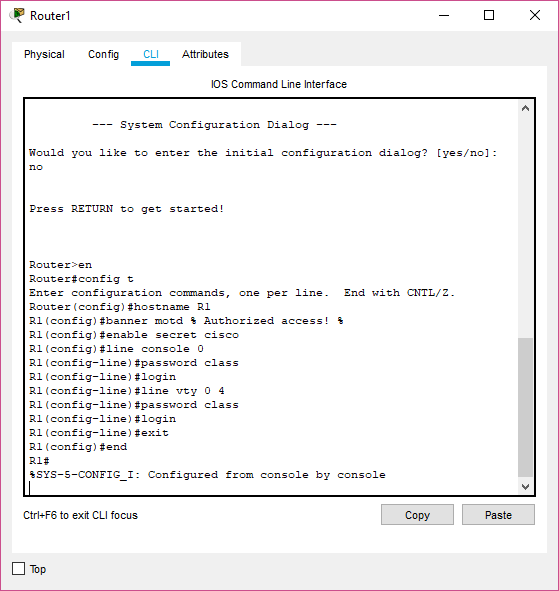 Router1
Physical Config CLI Attributes
IOS Command Line Interface
--- System Configuration Dialog ---
Would you like to enter the initial configuration dialog? [yes/no]:
no
Press RETURN to get started!
Router>en
Router#config t
Enter configuration commands, one per line.  End with CNTL/Z.
Router(config)#hostname R1
R1(config)#banner motd % Authorized access! %
R1(config)#enable secret cisco
R1(config)#line console 0
R1(config-line)#password class
R1(config-line)#login
R1(config-line)#line vty 0 4
R1(config-line)#password class
R1(config-line)#login
R1(config-line)#exit
R1(config)#end
R1#
%SYS-5-CONFIG_I: Configured from console by console
Ctrl+F6 to exit CLI focus Copy Paste
Top